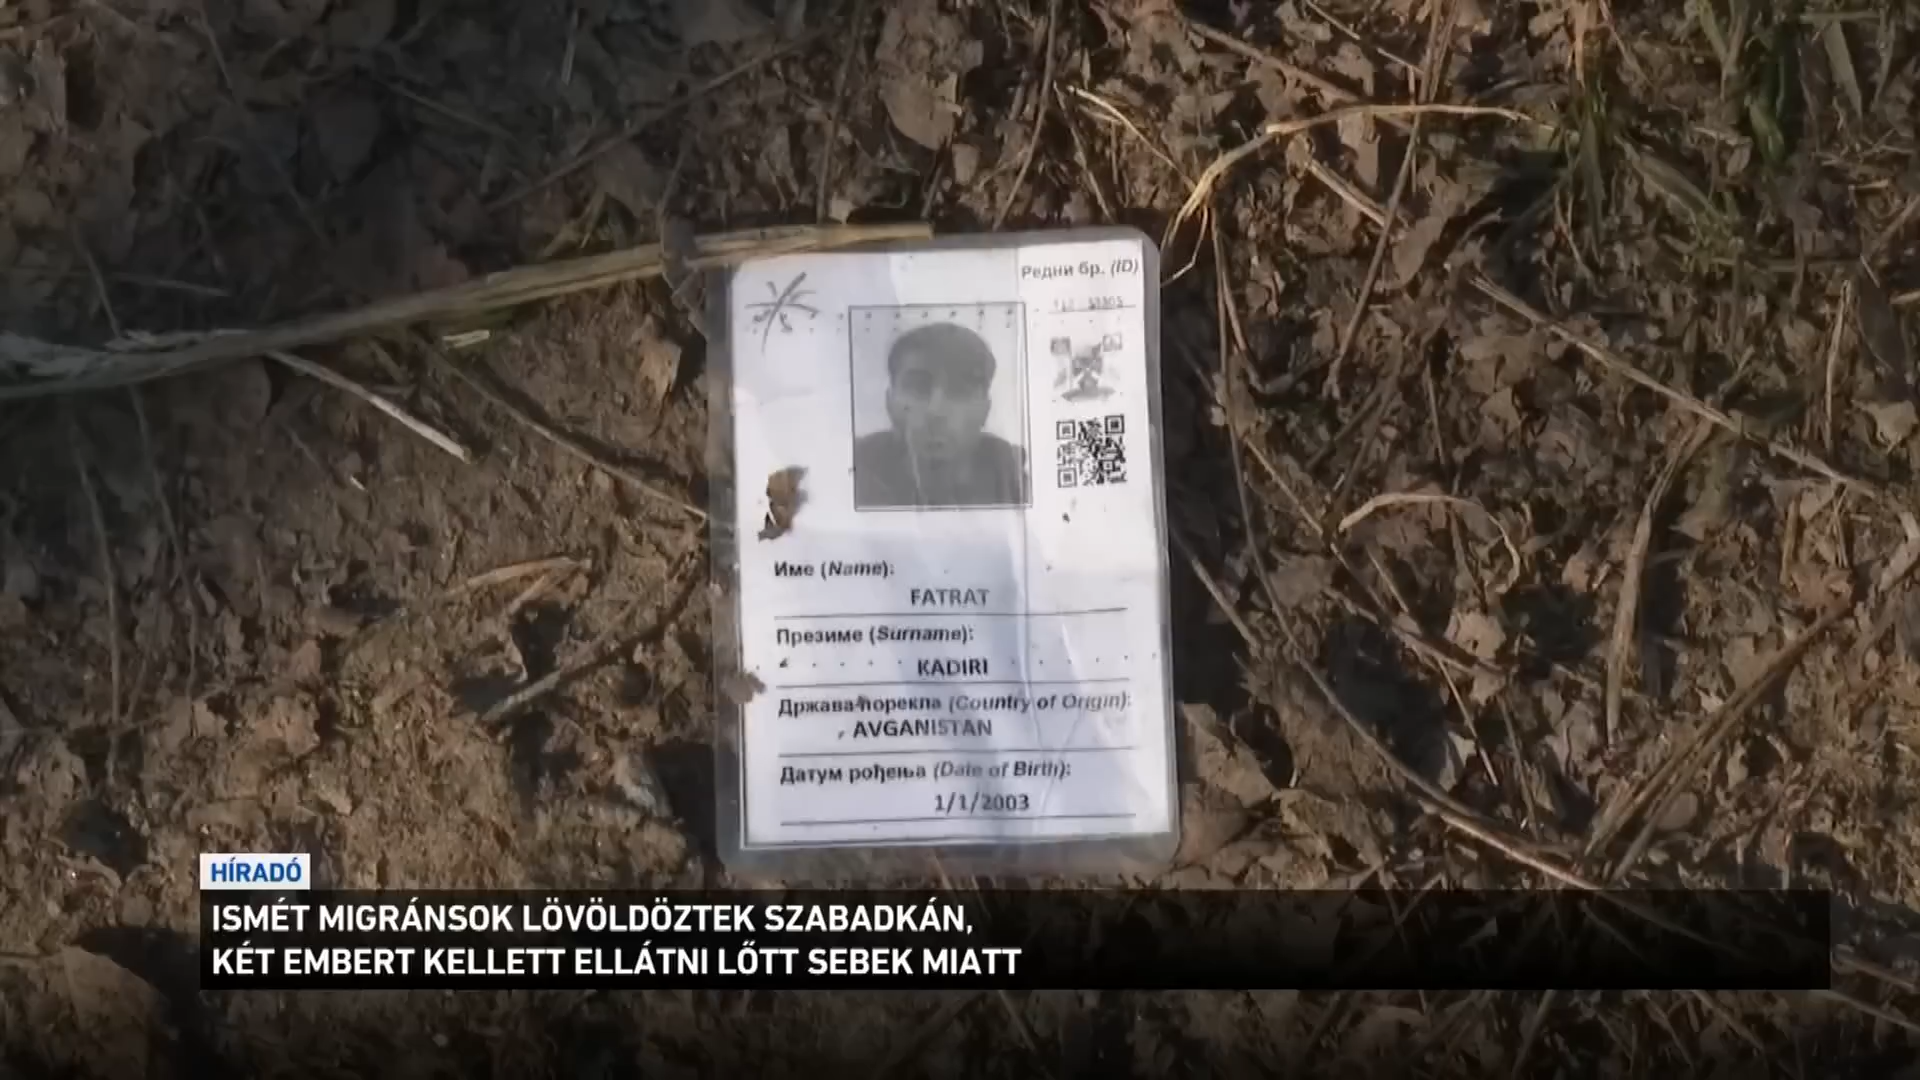 Редни бр. (ID)
Име (Name):
FATRAT
Презиме (Surname):
KADIRI
Држава порекла (Country of Origin):
AVGANISTAN
Датум рођења (Date of Birth):
1/1/2003
HÍRADÓ
ISMÉT MIGRÁNSOK LÖVÖLDÖZTEK SZABADKÁN,
KÉT EMBERT KELLETT ELLÁTNI LŐTT SEBEK MIATT